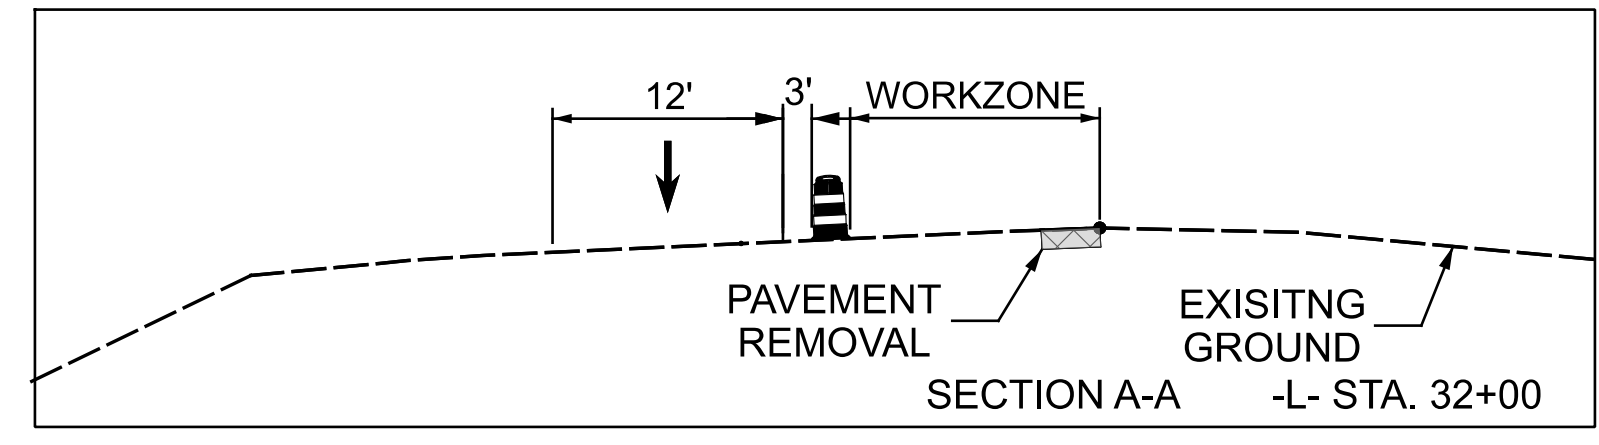 12'
3'
WORKZONE
PAVEMENT
REMOVAL
EXISITNG
GROUND
SECTION A-A
-L- STA. 32+00